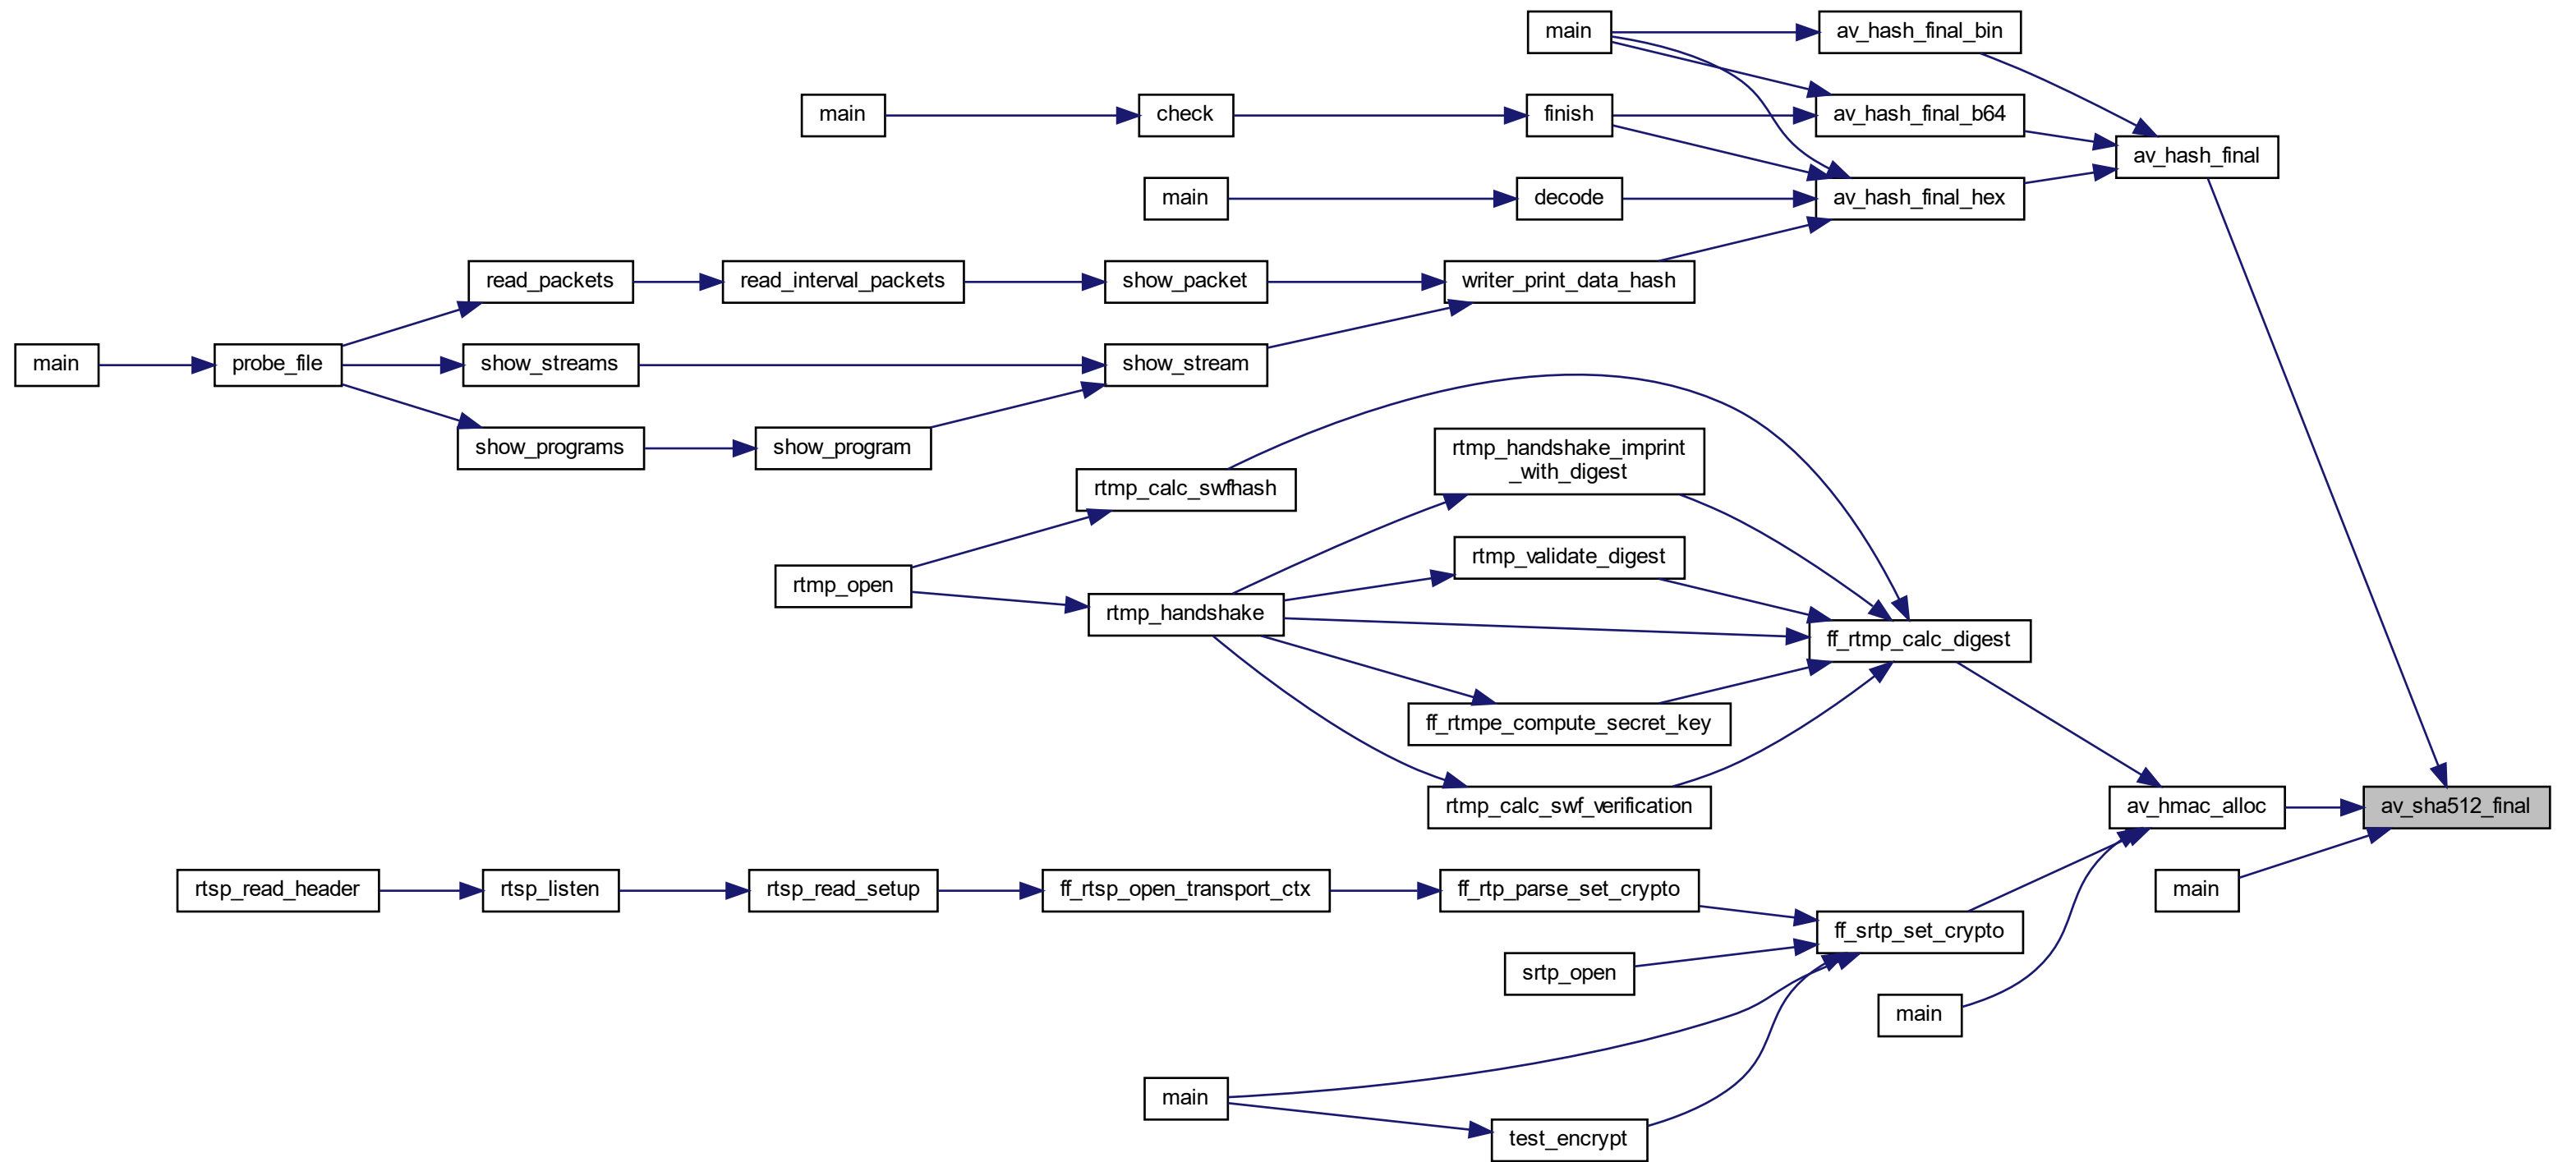 main
av_hash_final_bin
main
check
finish
av_hash_final_b64
av_hash_final
main
decode
av_hash_final_hex
read_packets
read_interval_packets
show_packet
writer_print_data_hash
main
probe_file
show_streams
show_stream
show_programs
show_program
rtmp_handshake_imprint
_with_digest
rtmp_calc_swfhash
rtmp_validate_digest
rtmp_open
rtmp_handshake
ff_rtmp_calc_digest
ff_rtmpe_compute_secret_key
rtmp_calc_swf_verification
av_hmac_alloc
av_sha512_final
rtsp_read_header
rtsp_listen
rtsp_read_setup
ff_rtsp_open_transport_ctx
ff_rtp_parse_set_crypto
main
ff_srtp_set_crypto
srtp_open
main
main
test_encrypt